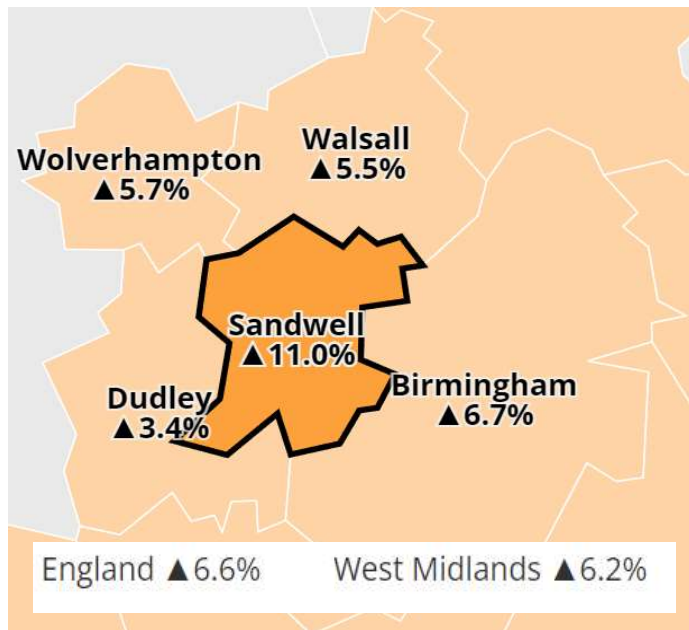 Walsall
▲5.5%
Wolverhampton
▲5.7%
Sandwell
▲11.0%
Dudley
▲3.4%
Birmingham
▲6.7%
England ▲6.6%
West Midlands ▲6.2%